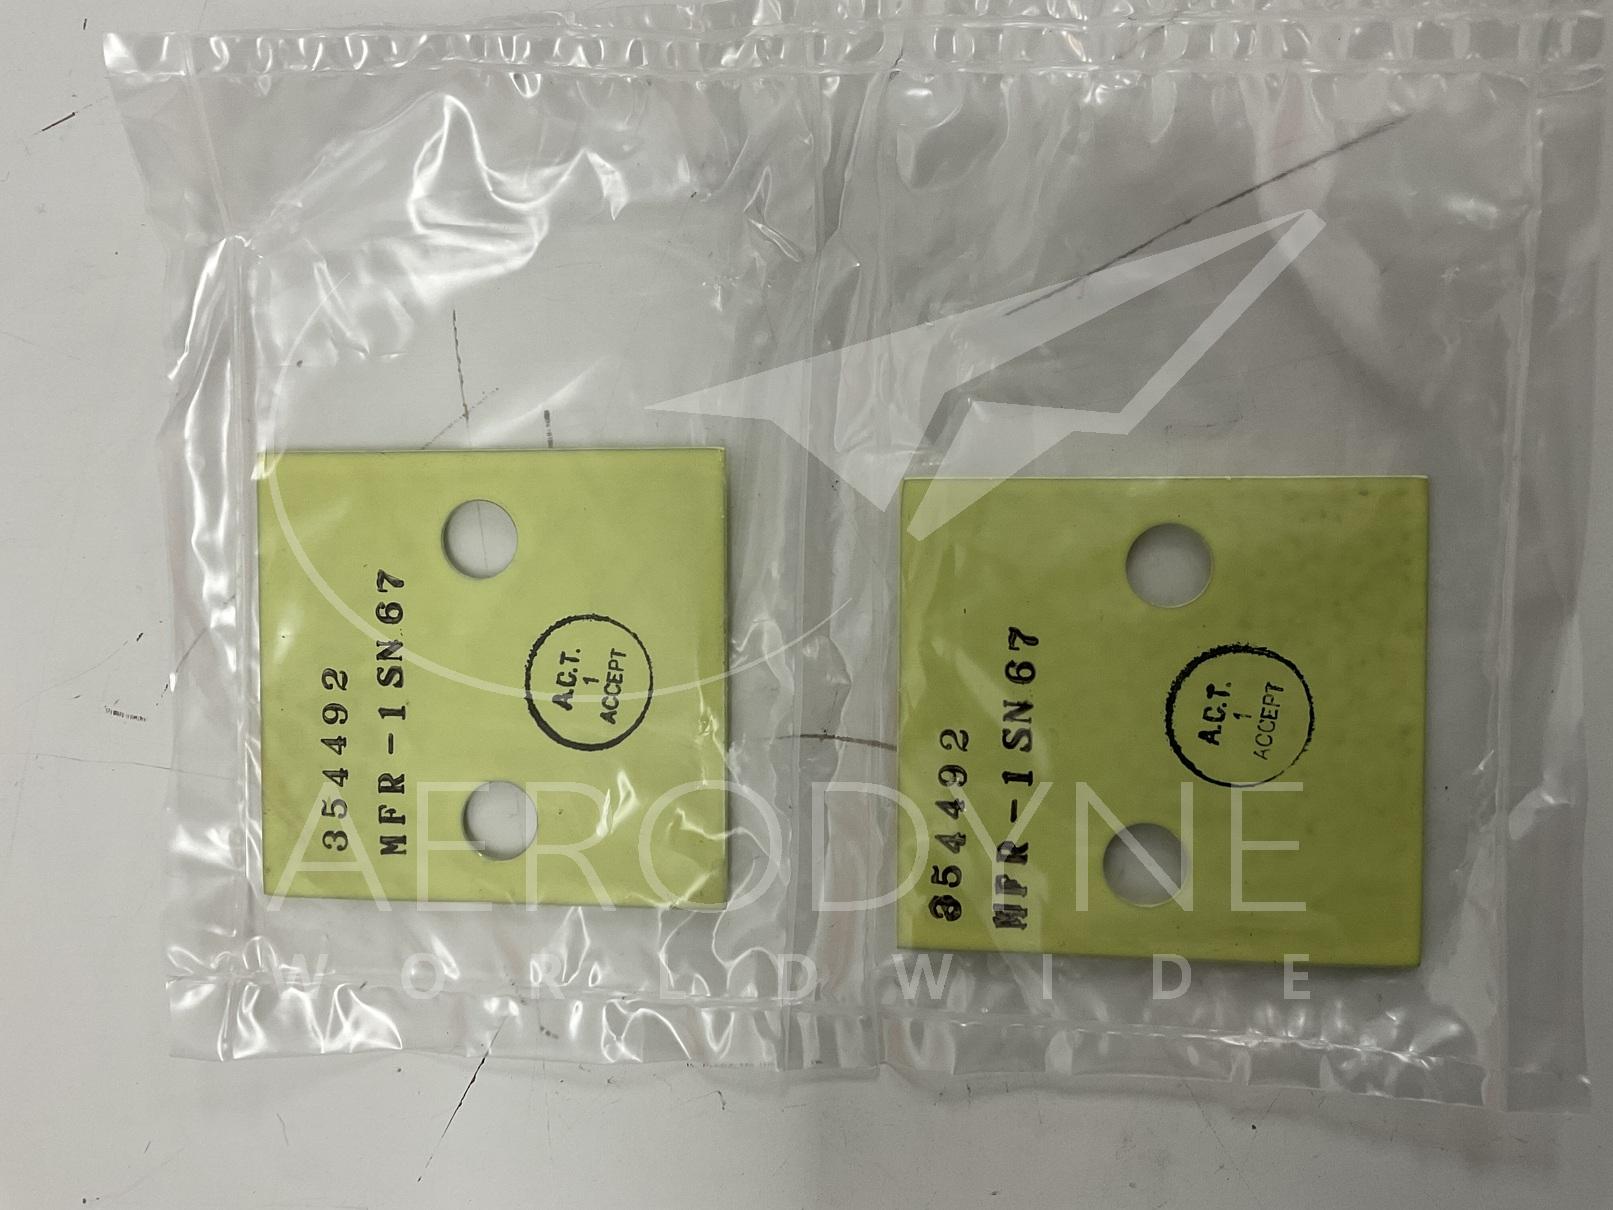 354492
MFR-1 SN 67
A.C.T.
1
ACCEPT
354492
MFR-1 SN 67
A.C.T.
1
ACCEPT
AERODYNE
WORLDWIDE